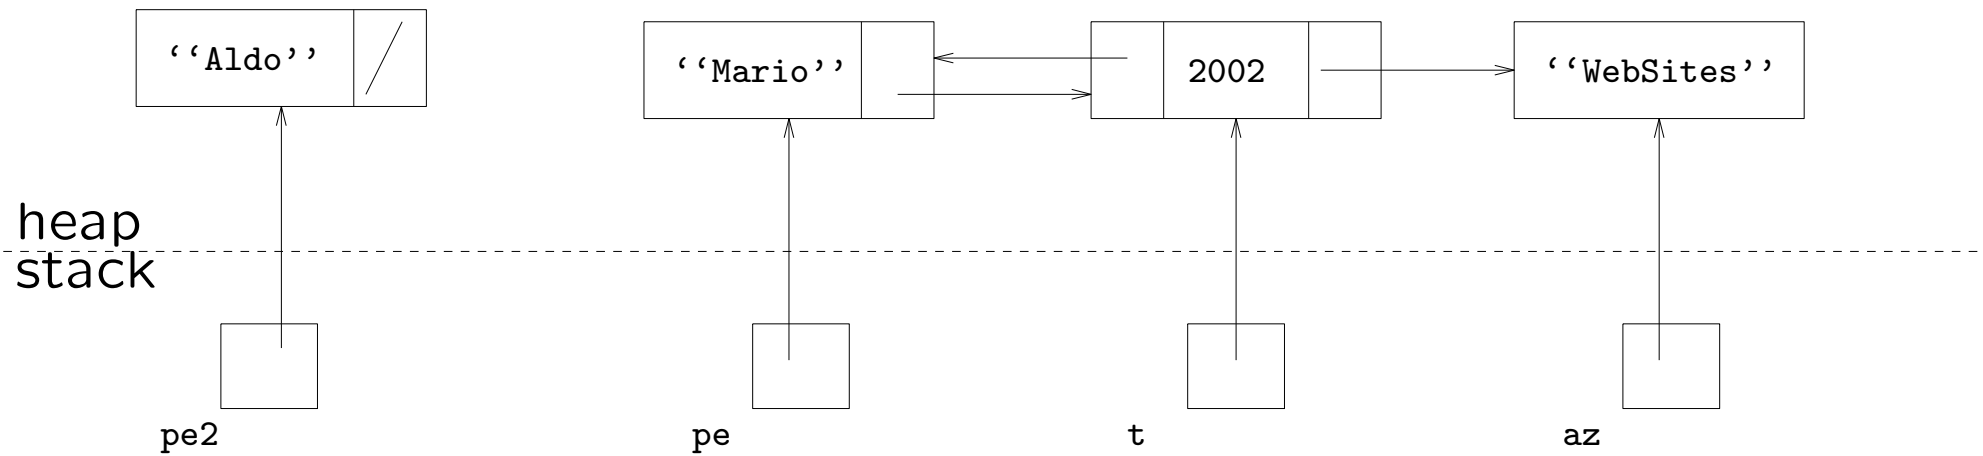 ‘‘Aldo’’
‘‘Mario’’
2002
‘‘WebSites’’
heap
stack
pe2
pe
t
az